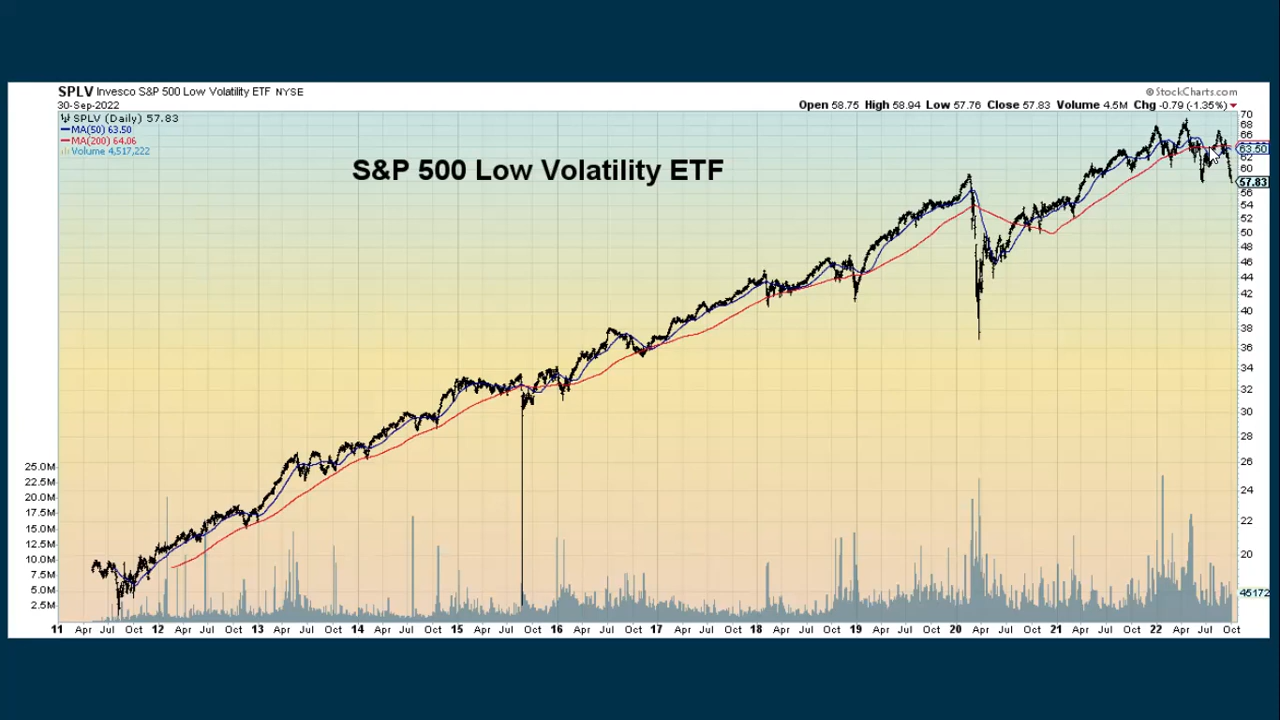 SPLV Invesco S&P 500 Low Volatility ETF NYSE
© StockCharts.com
30-Sep-2022
Open 58.75 High 58.94 Low 57.76 Close 57.83 Volume 4.5M Chg -0.79 (-1.35%)
SPLV (Daily) 57.83
MA(50) 63.50
MA(200) 64.06
Volume 4,517,222
S&P 500 Low Volatility ETF
70
68
66
63.50
62
60
57.83
56
54
52
50
48
46
44
42
40
38
36
34
32
30
28
26
24
22
20
45172
25.0M
22.5M
20.0M
17.5M
15.0M
12.5M
10.0M
7.5M
5.0M
2.5M
11 Apr Jul Oct 12 Apr Jul Oct 13 Apr Jul Oct 14 Apr Jul Oct 15 Apr Jul Oct 16 Apr Jul Oct 17 Apr Jul Oct 18 Apr Jul Oct 19 Apr Jul Oct 20 Apr Jul Oct 21 Apr Jul Oct 22 Apr Jul Oct